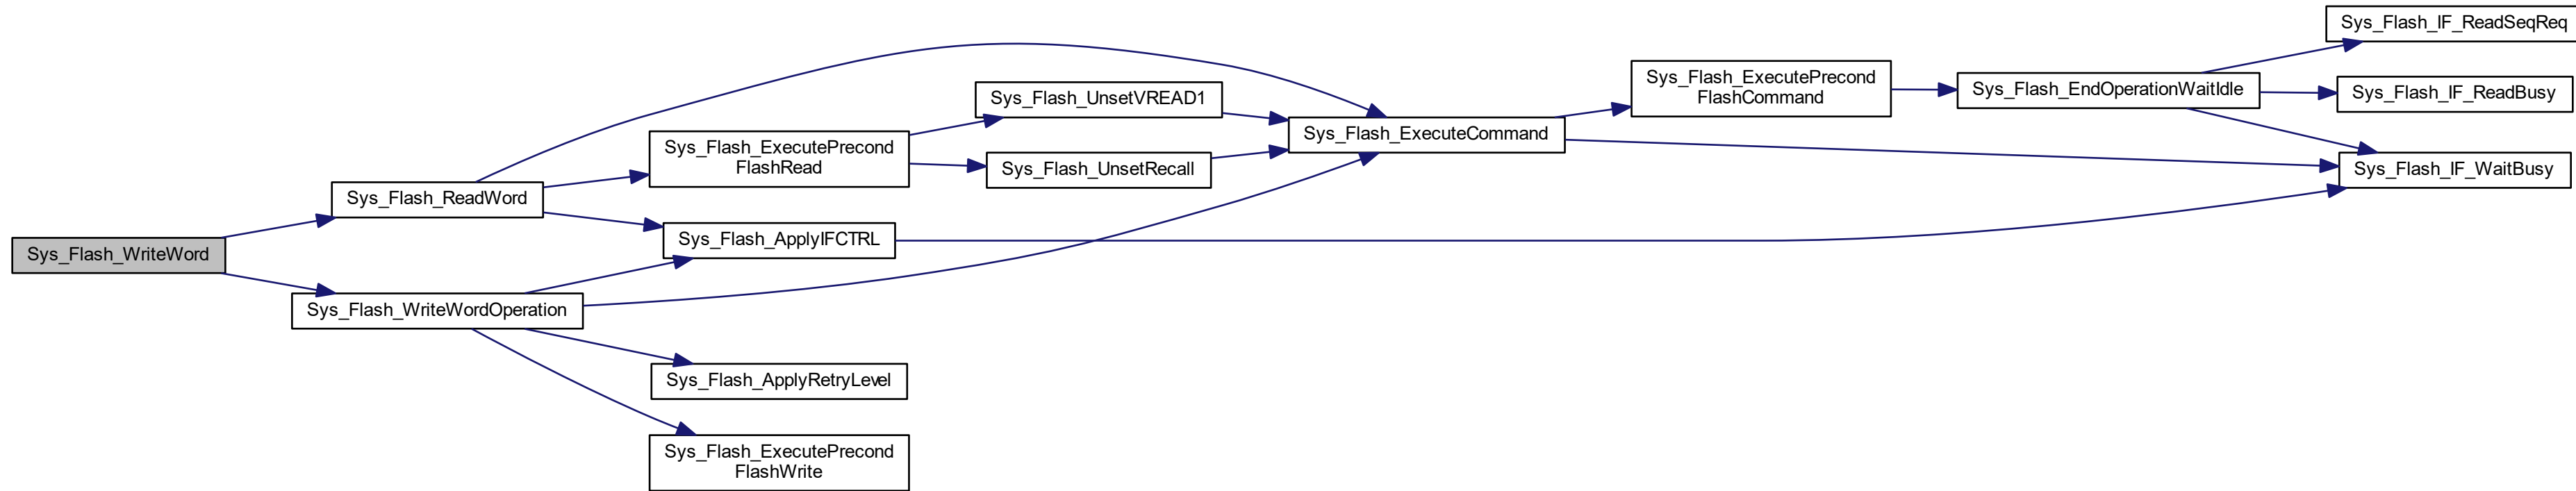 Sys_Flash_WriteWord
Sys_Flash_ReadWord
Sys_Flash_WriteWordOperation
Sys_Flash_ExecutePrecond
FlashRead
Sys_Flash_ApplyIFCTRL
Sys_Flash_ApplyRetryLevel
Sys_Flash_ExecutePrecond
FlashWrite
Sys_Flash_UnsetVREAD1
Sys_Flash_UnsetRecall
Sys_Flash_ExecuteCommand
Sys_Flash_ExecutePrecond
FlashCommand
Sys_Flash_EndOperationWaitIdle
Sys_Flash_IF_ReadSeqReq
Sys_Flash_IF_ReadBusy
Sys_Flash_IF_WaitBusy